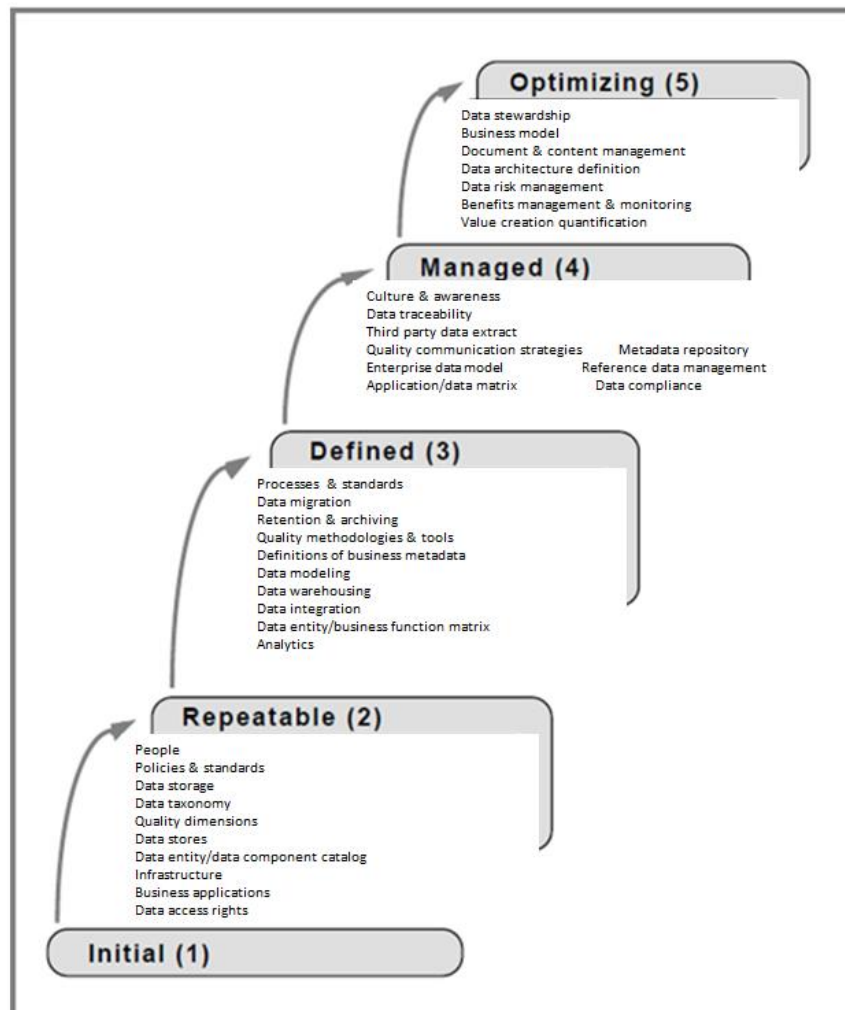 Optimizing (5)
Data stewardship
Business model
Document & content management
Data architecture definition
Data risk management
Benefits management & monitoring
Value creation quantification
Managed (4)
Culture & awareness
Data traceability
Third party data extract
Quality communication strategies Metadata repository
Enterprise data model Reference data management
Application/data matrix Data compliance
Defined (3)
Processes & standards
Data migration
Retention & archiving
Quality methodologies & tools
Definitions of business metadata
Data modeling
Data warehousing
Data integration
Data entity/business function matrix
Analytics
Repeatable (2)
People
Policies & standards
Data storage
Data taxonomy
Quality dimensions
Data stores
Data entity/data component catalog
Infrastructure
Business applications
Data access rights
Initial (1)